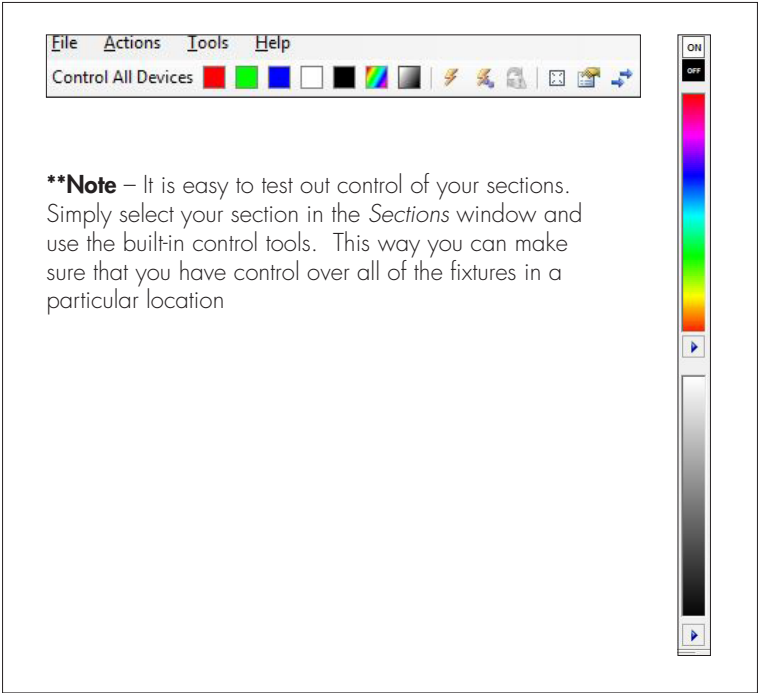 File Actions Tools Help
Control All Devices
ON
OFF
**Note – It is easy to test out control of your sections.
Simply select your section in the Sections window and
use the built-in control tools.  This way you can make
sure that you have control over all of the fixtures in a
particular location